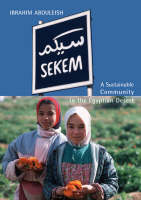 IBRAHIM ABOULEISH
سيكم
SEKEM
A Sustainable
Community
in the Egyptian Desert